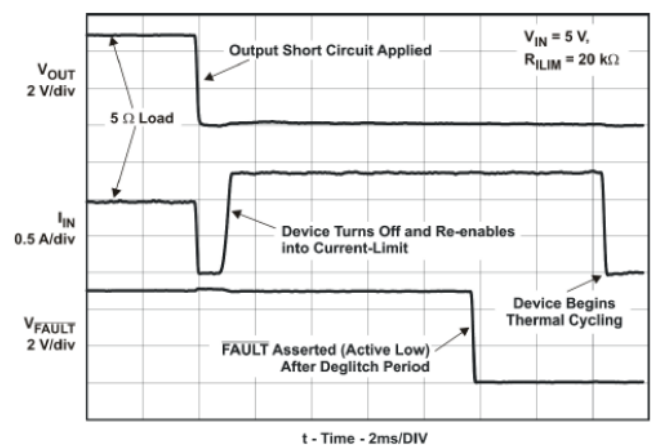 V_IN = 5 V,
R_ILIM = 20 kΩ
Output Short Circuit Applied
V_OUT
2 V/div
5 Ω Load
I_IN
0.5 A/div
Device Turns Off and Re-enables
into Current-Limit
Device Begins
Thermal Cycling
V_FAULT
2 V/div
FAULT Asserted (Active Low)
After Deglitch Period
t - Time - 2ms/DIV